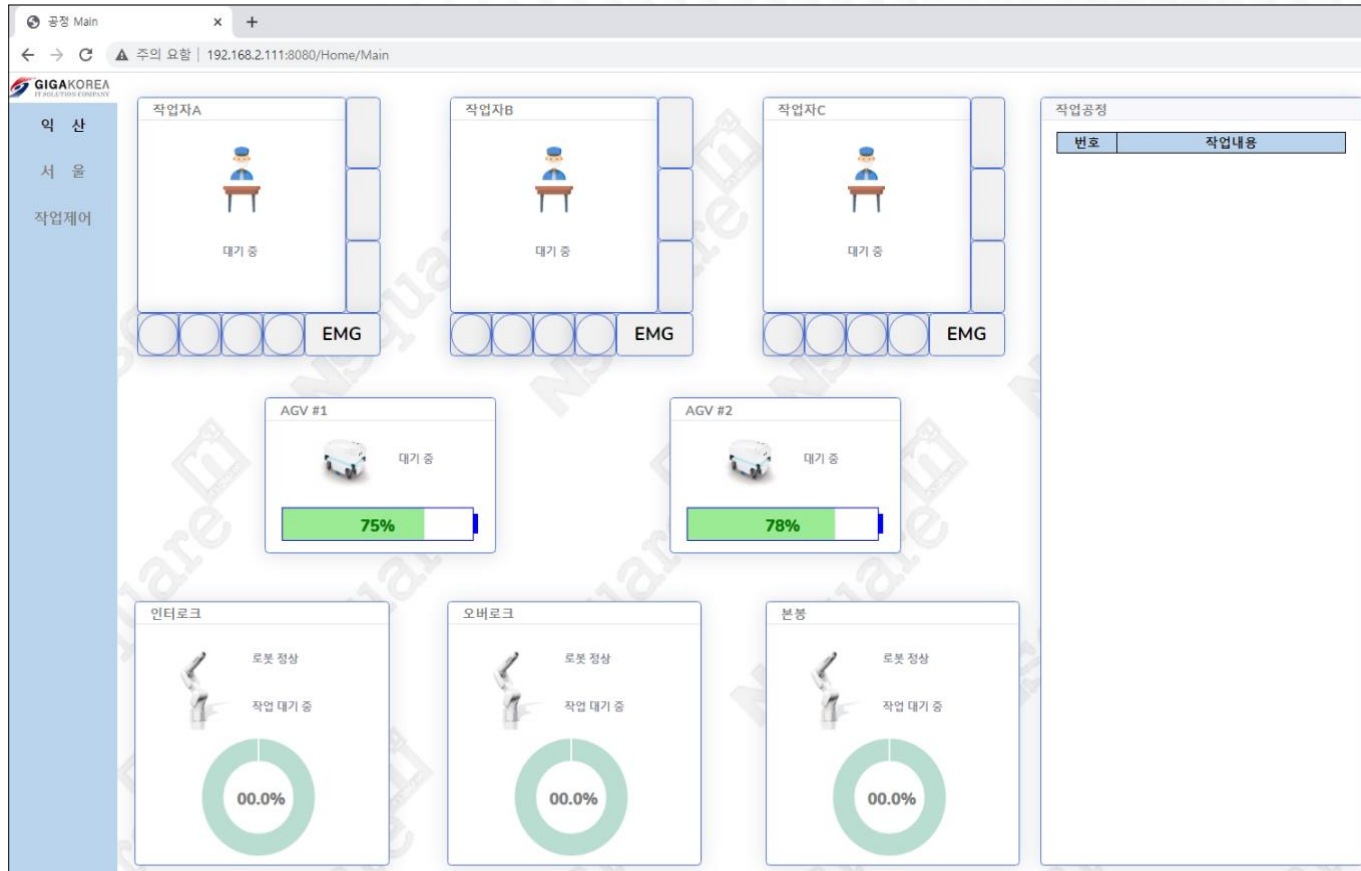 공정 Main
주의 요함 192.168.2.111:8080/Home/Main
GIGAKOREA
IT SOLUTION COMPANY
익 산
서 울
작업제어
작업자A
대기 중
EMG
작업자B
대기 중
EMG
작업자C
대기 중
EMG
작업공정
번호 작업내용
AGV #1
대기 중
75%
AGV #2
대기 중
78%
인터로크
로봇 정상
작업 대기 중
00.0%
오버로크
로봇 정상
작업 대기 중
00.0%
본봉
로봇 정상
작업 대기 중
00.0%
Nsquare